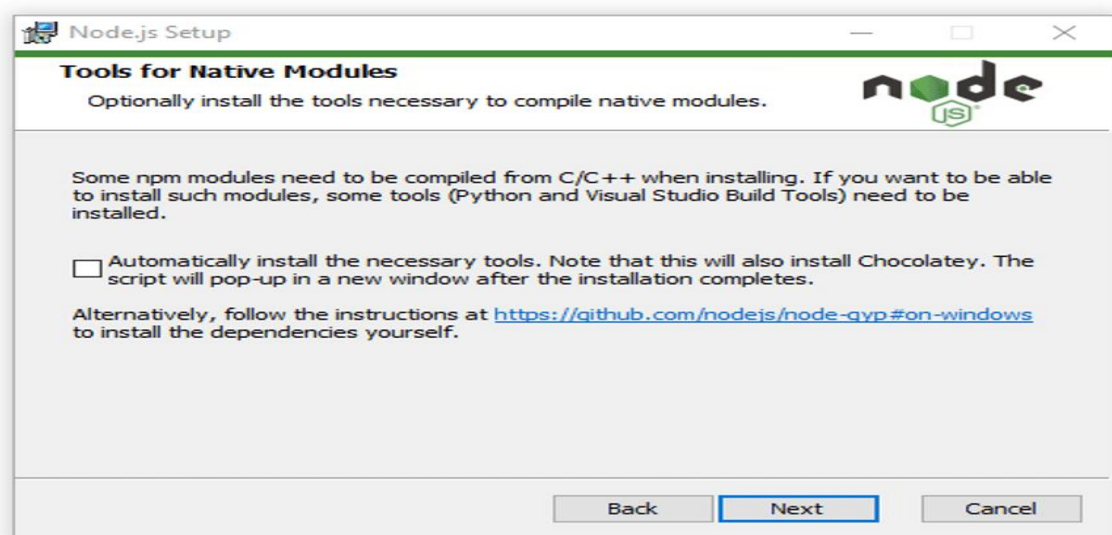 Node.js Setup
Tools for Native Modules
Optionally install the tools necessary to compile native modules.
node
JS
Some npm modules need to be compiled from C/C++ when installing. If you want to be able
to install such modules, some tools (Python and Visual Studio Build Tools) need to be
installed.
Automatically install the necessary tools. Note that this will also install Chocolatey. The
script will pop-up in a new window after the installation completes.
Alternatively, follow the instructions at https://github.com/nodejs/node-gyp#on-windows
to install the dependencies yourself.
Back Next Cancel